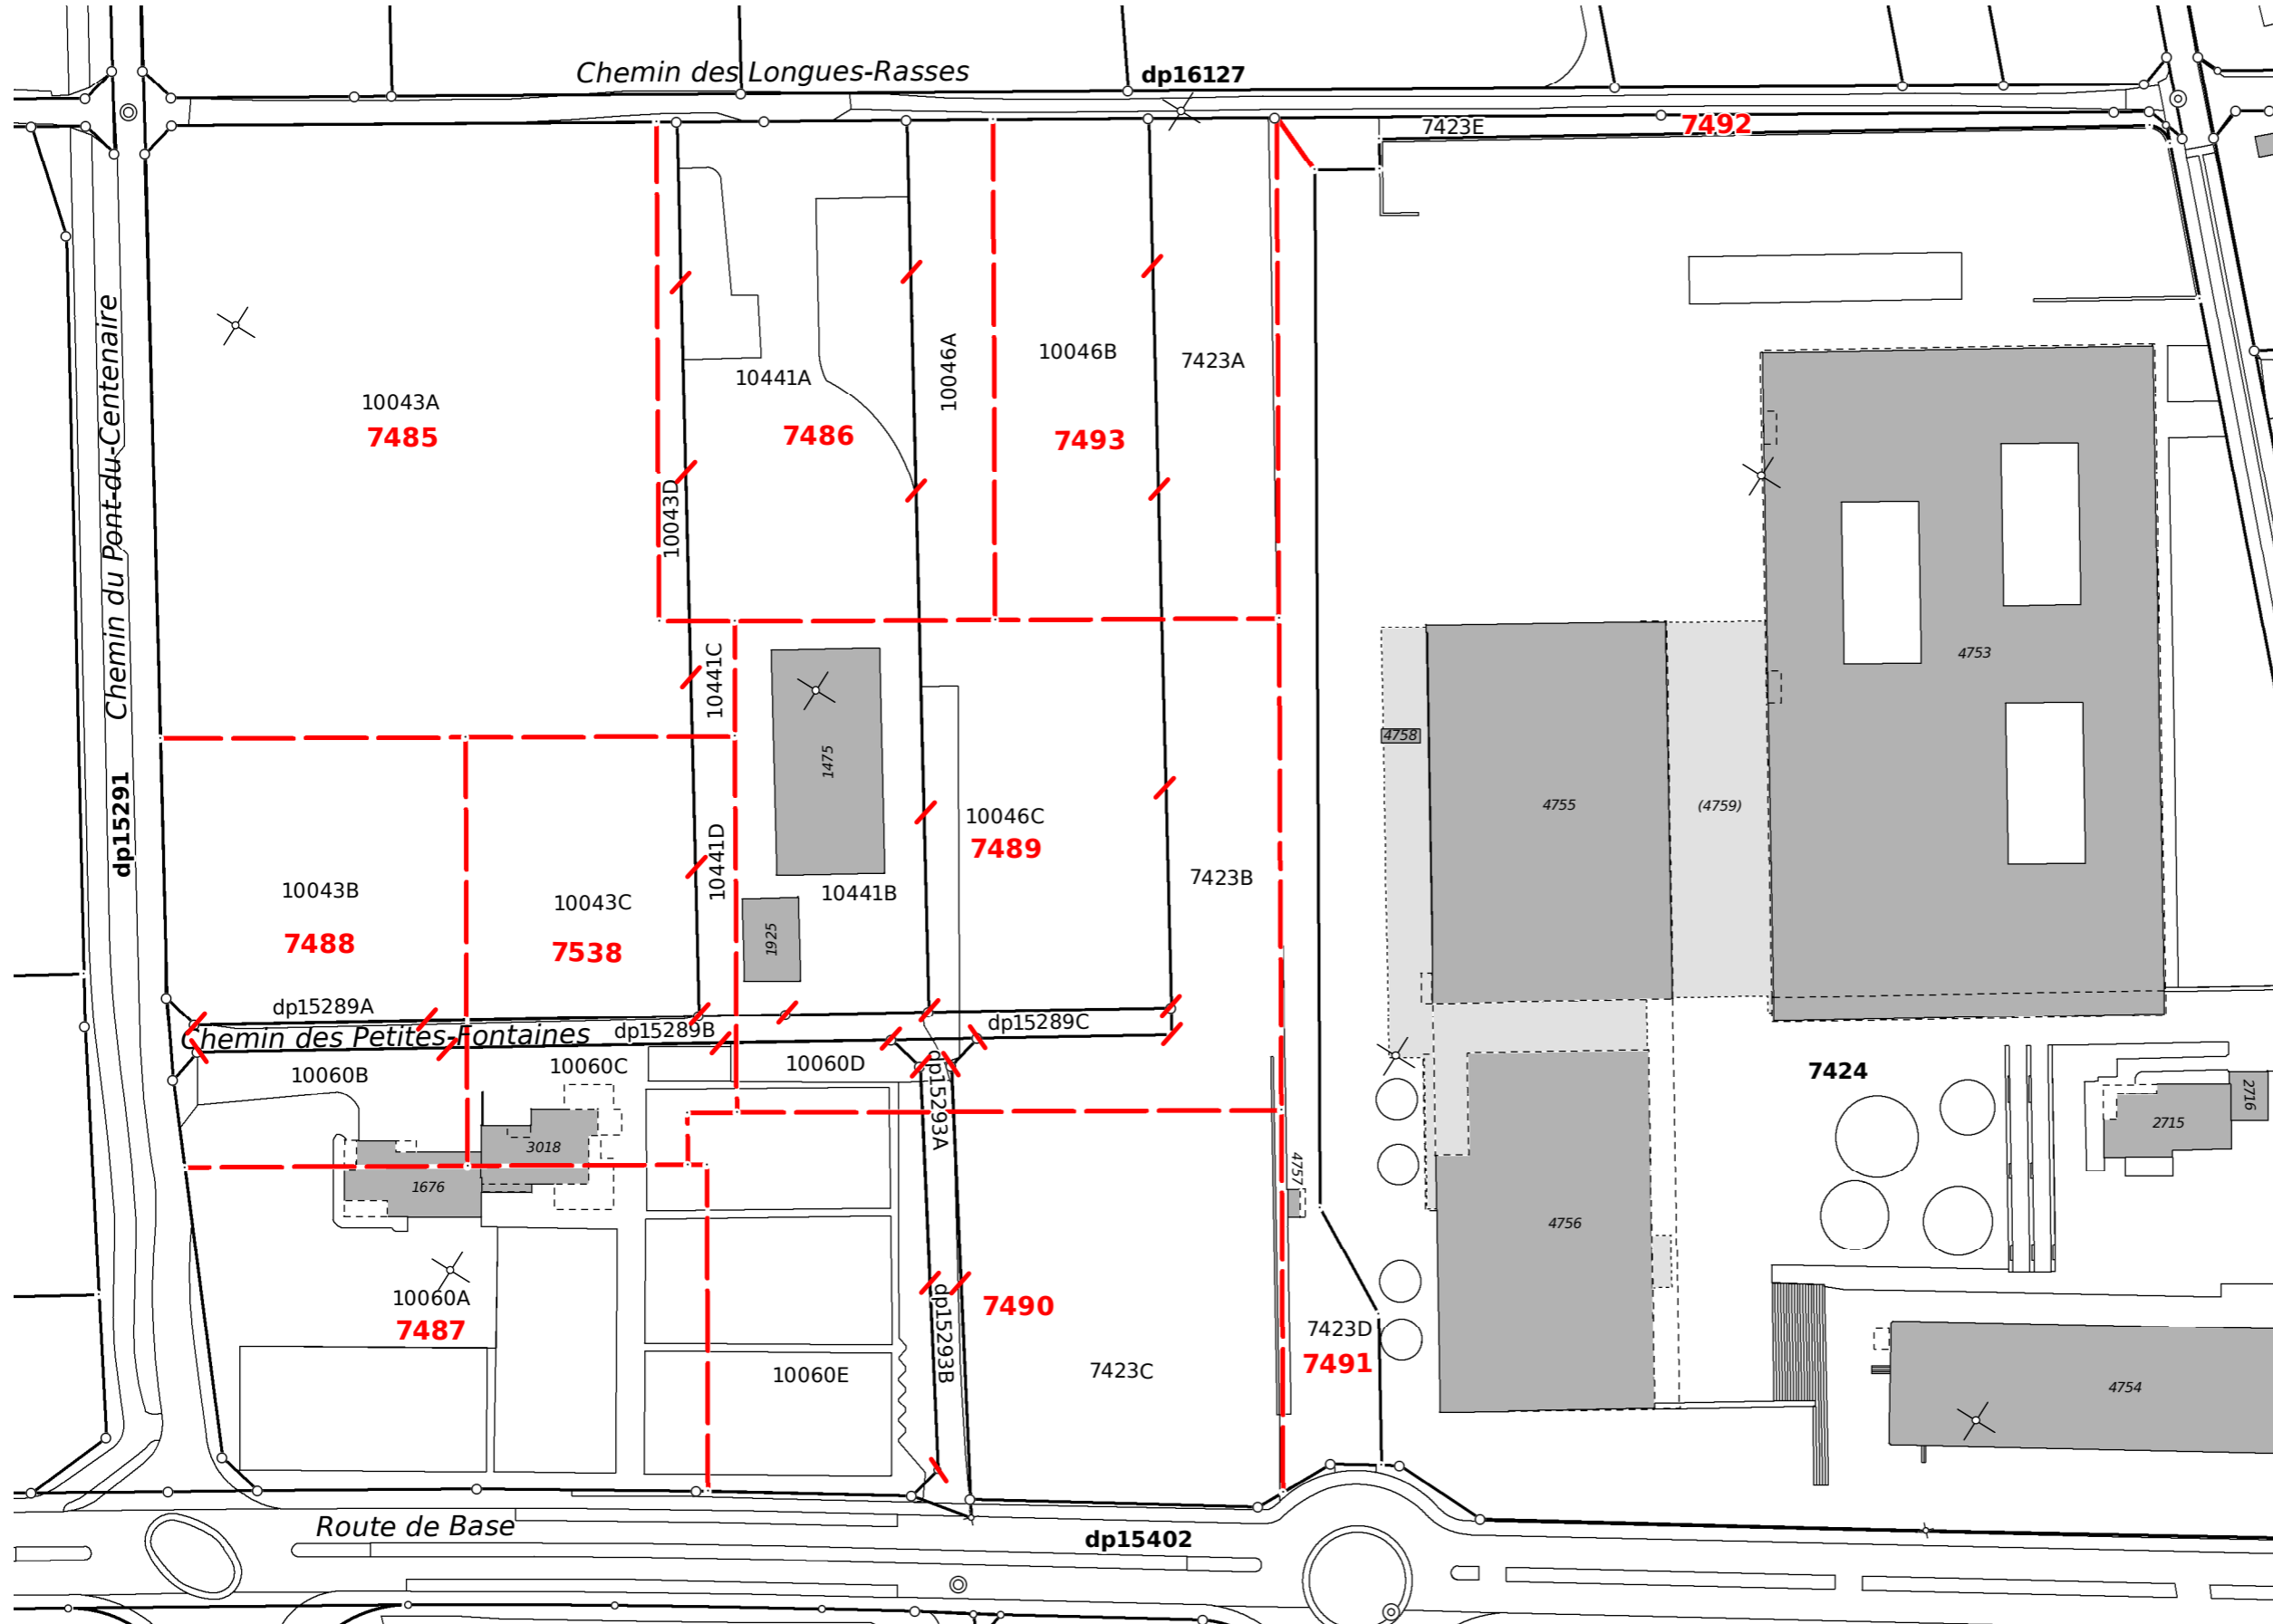 Chemin des Longues-Rasses
dp16127
7423E
7492
Chemin du Pont-du-Centenaire
dp15291
10043A
7485
10043D
10441A
7486
10046A
10046B
7493
7423A
10441C
10441D
1475
1925
10441B
10046C
7489
7423B
4758
4755
(4759)
4753
10043B
7488
10043C
7538
dp15289A
Chemin des Petites-Fontaines
dp15289B
dp15289C
10060B
10060C
10060D
dp15293A
7424
2715
2716
3018
1676
4757
4756
10060A
7487
dp15293B
7490
10060E
7423C
7423D
7491
4754
Route de Base
dp15402